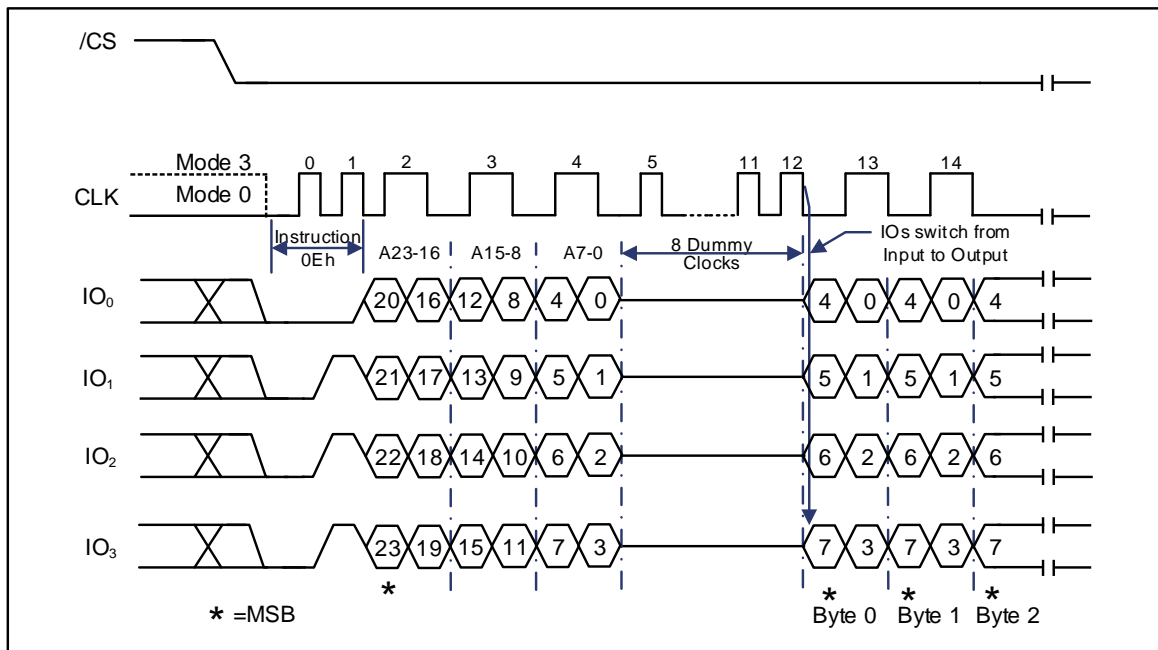 /CS
Mode 3
Mode 0
CLK
0 1 2 3 4 5 11 12 13 14
Instruction
0Eh
A23-16 A15-8 A7-0
8 Dummy
Clocks
IOs switch from
Input to Output
IO0 20 16 12 8 4 0 4 0 4 0 4
IO1 21 17 13 9 5 1 5 1 5 1 5
IO2 22 18 14 10 6 2 6 2 6 2 6
IO3 23 19 15 11 7 3 7 3 7 3 7
* * * *
* =MSB
Byte 0 Byte 1 Byte 2